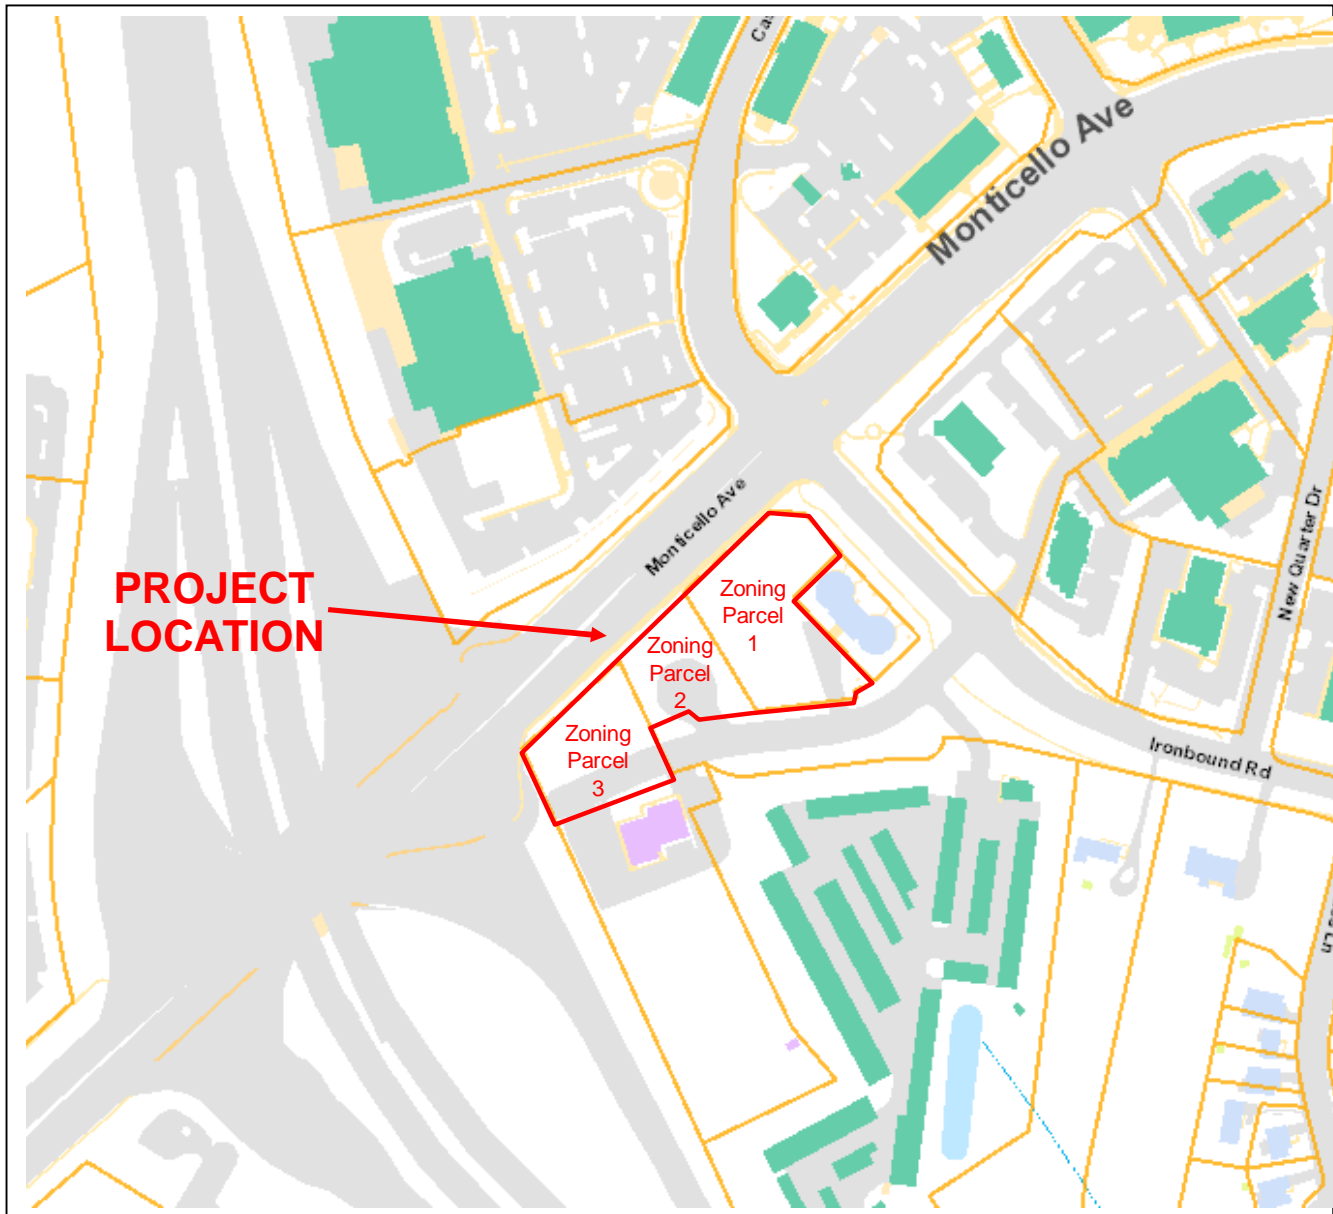 Monticello Ave
Monticello Ave
PROJECT
LOCATION
Zoning
Parcel
1
Zoning
Parcel
2
Zoning
Parcel
3
New Quarter Dr
Ironbound Rd